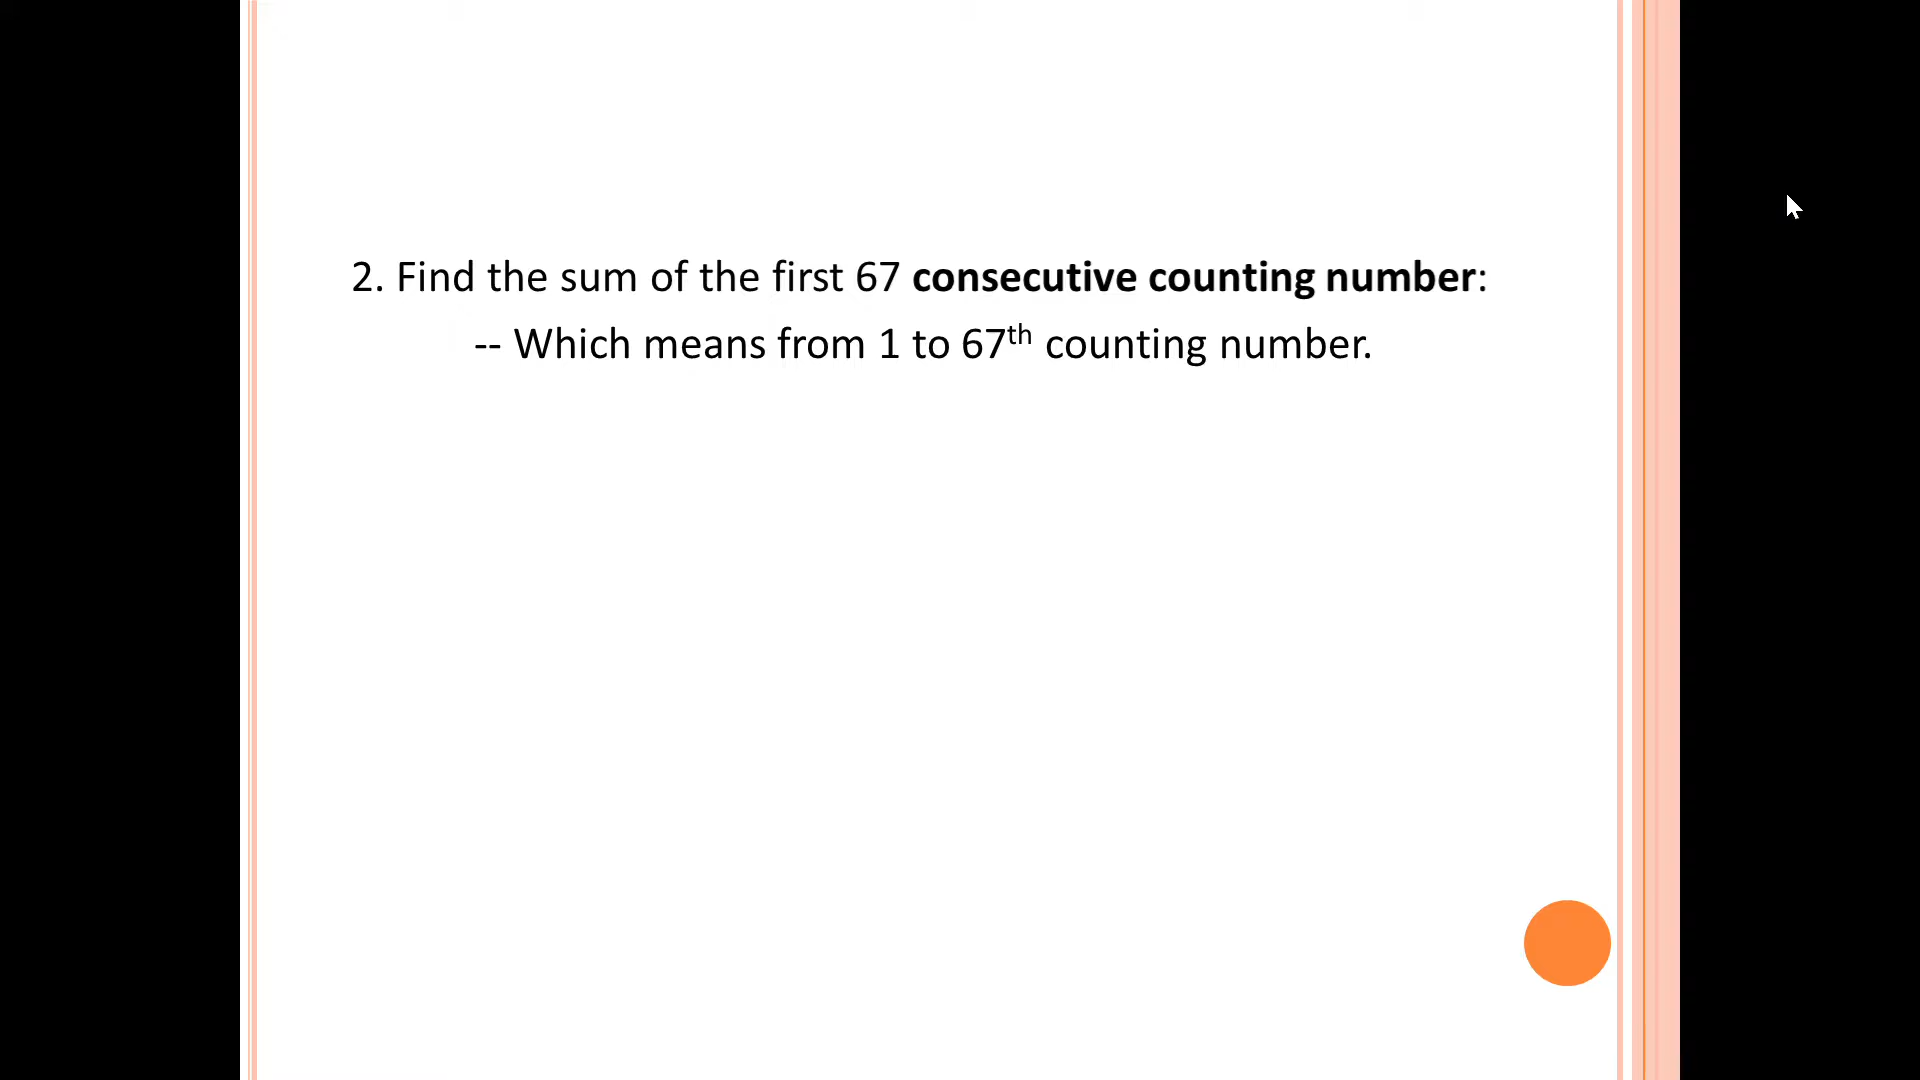 2. Find the sum of the first 67 consecutive counting number:
-- Which means from 1 to 67th counting number.